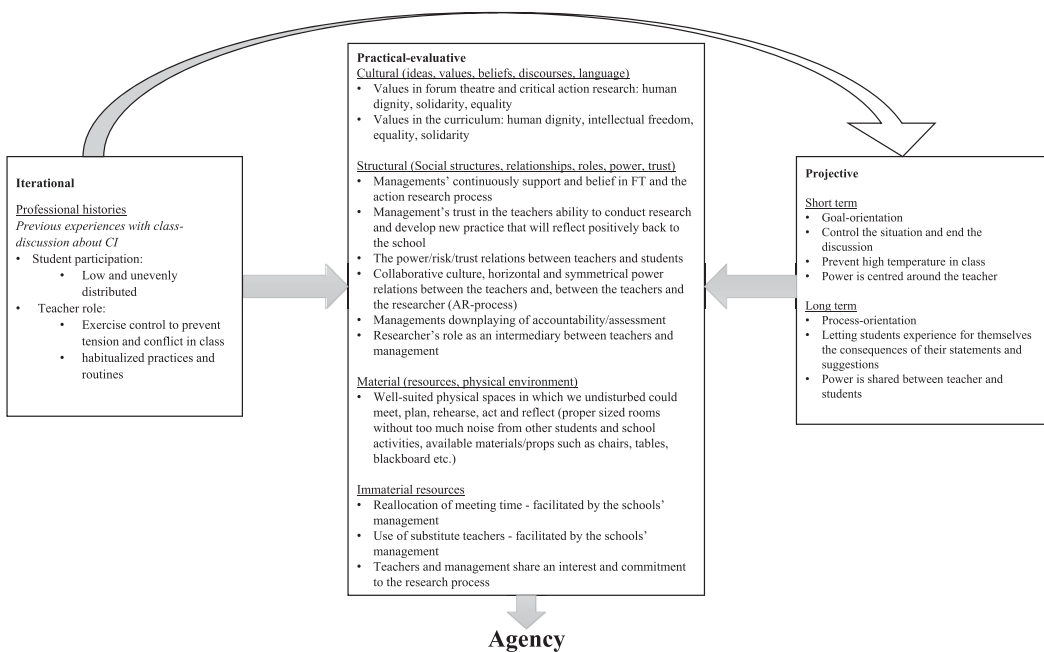 Iterational
Professional histories
Previous experiences with class-
discussion about CI
• Student participation:
• Low and unevenly
distributed
• Teacher role:
• Exercise control to prevent
tension and conflict in class
• habitualized practices and
routines
Practical-evaluative
Cultural (ideas, values, beliefs, discourses, language)
• Values in forum theatre and critical action research: human
dignity, solidarity, equality
• Values in the curriculum: human dignity, intellectual freedom,
equality, solidarity
Structural (Social structures, relationships, roles, power, trust)
• Managements’ continuously support and belief in FT and the
action research process
• Management’s trust in the teachers ability to conduct research
and develop new practice that will reflect positively back to
the school
• The power/risk/trust relations between teachers and students
• Collaborative culture, horizontal and symmetrical power
relations between the teachers and, between the teachers and
the researcher (AR-process)
• Managements downplaying of accountability/assessment
• Researcher’s role as an intermediary between teachers and
management
Material (resources, physical environment)
• Well-suited physical spaces in which we undisturbed could
meet, plan, rehearse, act and reflect (proper sized rooms
without too much noise from other students and school
activities, available materials/props such as chairs, tables,
blackboard etc.)
Immaterial resources
• Reallocation of meeting time - facilitated by the schools’
management
• Use of substitute teachers - facilitated by the schools’
management
• Teachers and management share an interest and commitment
to the research process
Projective
Short term
• Goal-orientation
• Control the situation and end the
discussion
• Prevent high temperature in class
• Power is centred around the teacher
Long term
• Process-orientation
• Letting students experience for themselves
the consequences of their statements and
suggestions
• Power is shared between teacher and
students
Agency